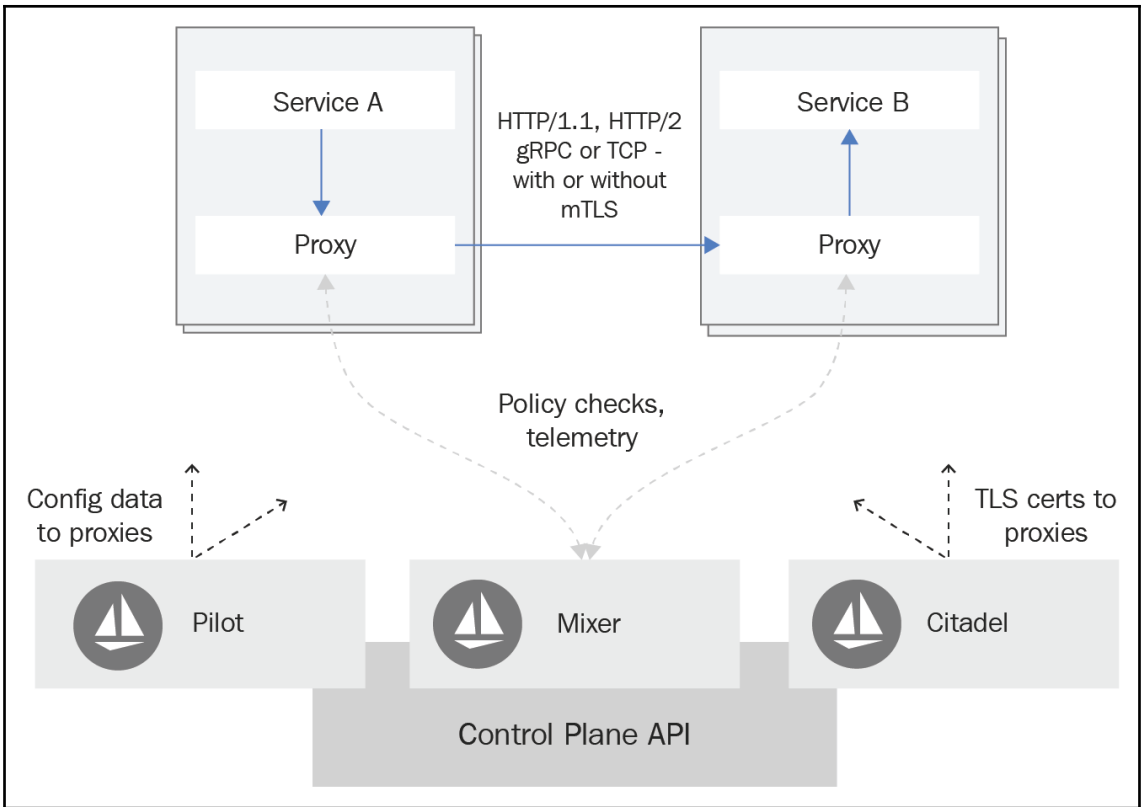 Service A
Service B
HTTP/1.1, HTTP/2
gRPC or TCP -
with or without
mTLS
Proxy
Proxy
Policy checks,
telemetry
Config data
to proxies
TLS certs to
proxies
Pilot
Mixer
Citadel
Control Plane API